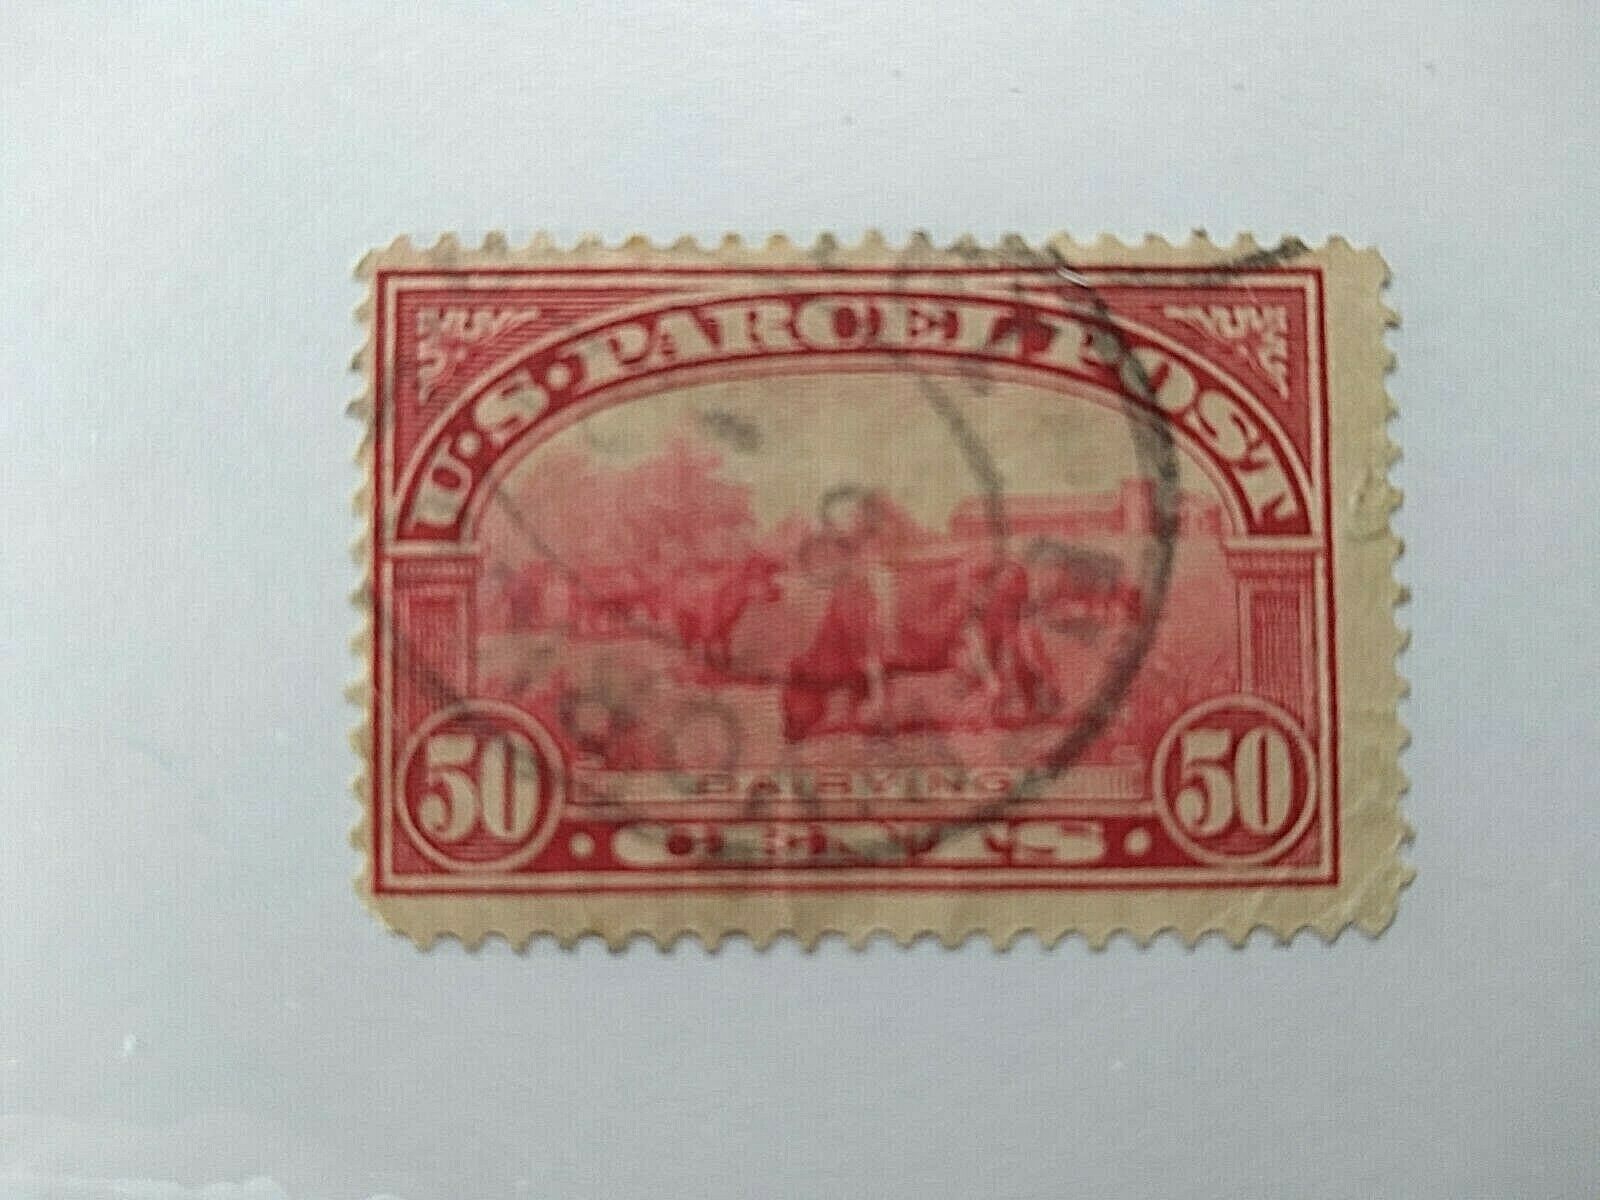 U.S. PARCEL POST
DAIRYING
50 50
• CENTS •